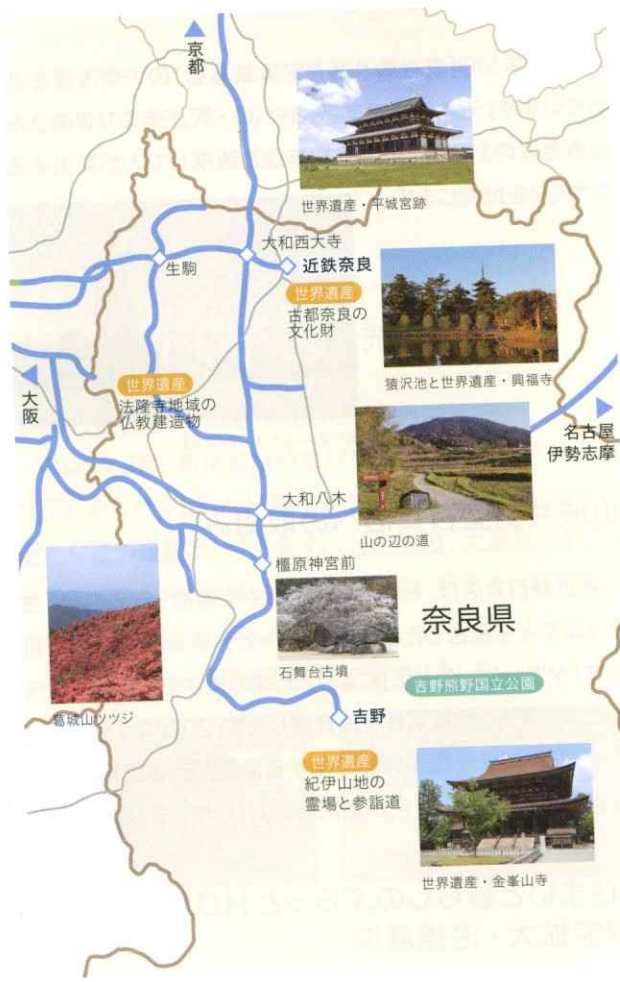 京都
世界遺産・平城宮跡
大和西大寺
生駒
近鉄奈良
世界遺産
古都奈良の
文化財
猿沢池と世界遺産・興福寺
世界遺産
法隆寺地域の
仏教建造物
大阪
名古屋
伊勢志摩
大和八木
山の辺の道
橿原神宮前
石舞台古墳
奈良県
吉野熊野国立公園
葛城山ツツジ
吉野
世界遺産
紀伊山地の
霊場と参詣道
世界遺産・金峯山寺